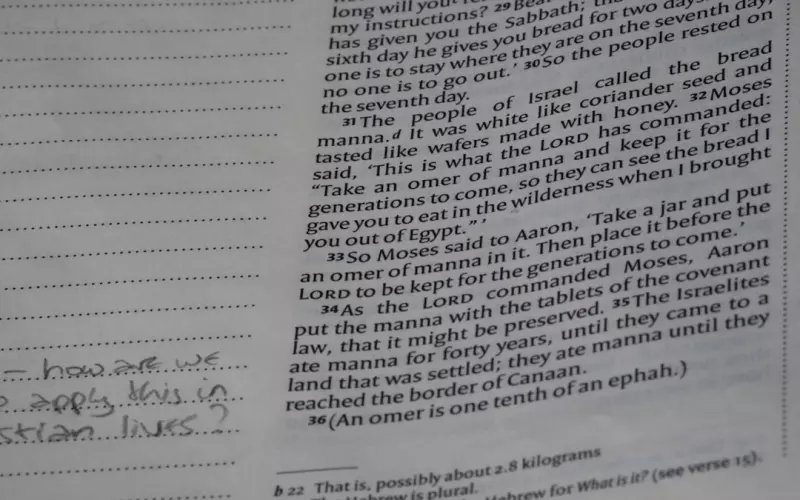 long will you
my instructions? 29 Bea
has given you the Sabbath;
sixth day he gives you bread for two days
one is to stay where they are on the seventh day,
no one is to go out.' 30 So the people rested on
the seventh day.
31 The people of Israel called the bread
manna.d It was white like coriander seed and
tasted like wafers made with honey. 32 Moses
said, 'This is what the LORD has commanded:
"Take an omer of manna and keep it for the
generations to come, so they can see the bread I
gave you to eat in the wilderness when I brought
you out of Egypt."'
33 So Moses said to Aaron, 'Take a jar and put
an omer of manna in it. Then place it before the
LORD to be kept for the generations to come.'
34 As the LORD commanded Moses, Aaron
put the manna with the tablets of the covenant
law, that it might be preserved. 35 The Israelites
ate manna for forty years, until they came to a
land that was settled; they ate manna until they
reached the border of Canaan.
36 (An omer is one tenth of an ephah.)
b 22 That is, possibly about 2.8 kilograms
Hebrew is plural.
Hebrew for What is it? (see verse 15).
– how are we
apply this in
stian lives?